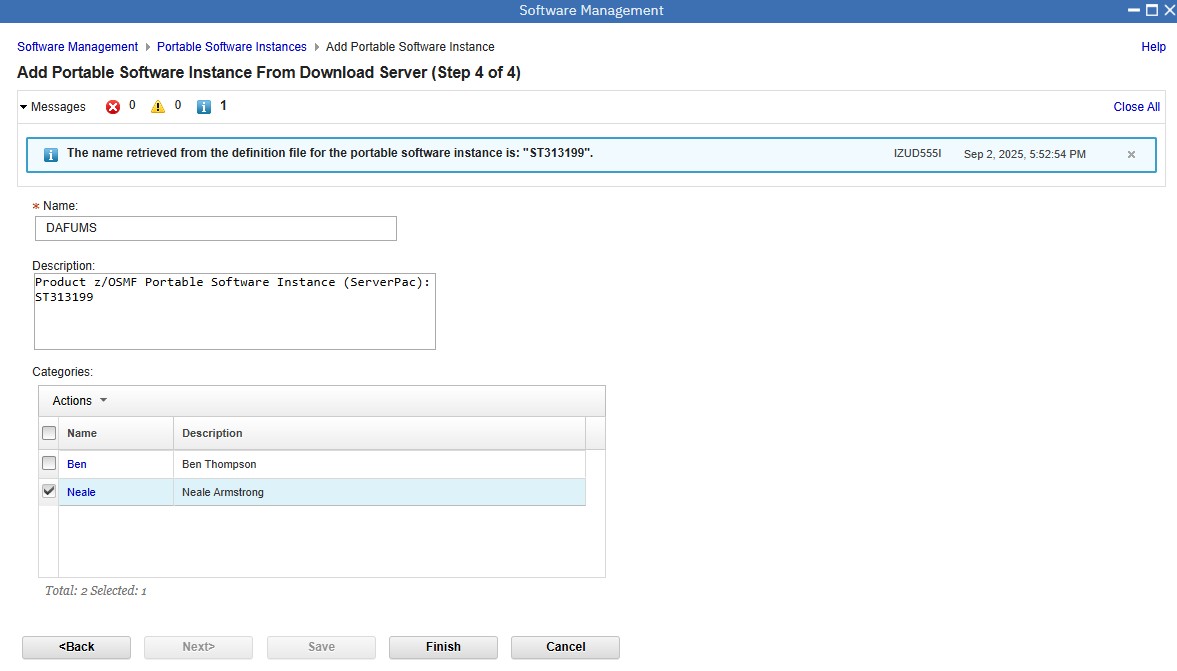 Software Management
Software Management Portable Software Instances Add Portable Software Instance Help
Add Portable Software Instance From Download Server (Step 4 of 4)
Messages 0 0 1 Close All
The name retrieved from the definition file for the portable software instance is: "ST313199". IZUD555I Sep 2, 2025, 5:52:54 PM
* Name:
DAFUMS
Description:
Product z/OSMF Portable Software Instance (ServerPac):
ST313199
Categories:
Actions
Name Description
Ben Ben Thompson
Neale Neale Armstrong
Total: 2 Selected: 1
<Back Next> Save Finish Cancel